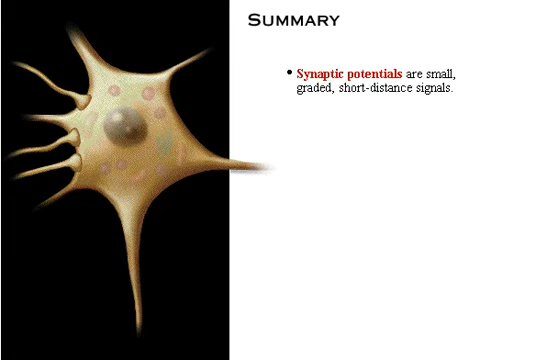 SUMMARY
• Synaptic potentials are small,
graded, short-distance signals.